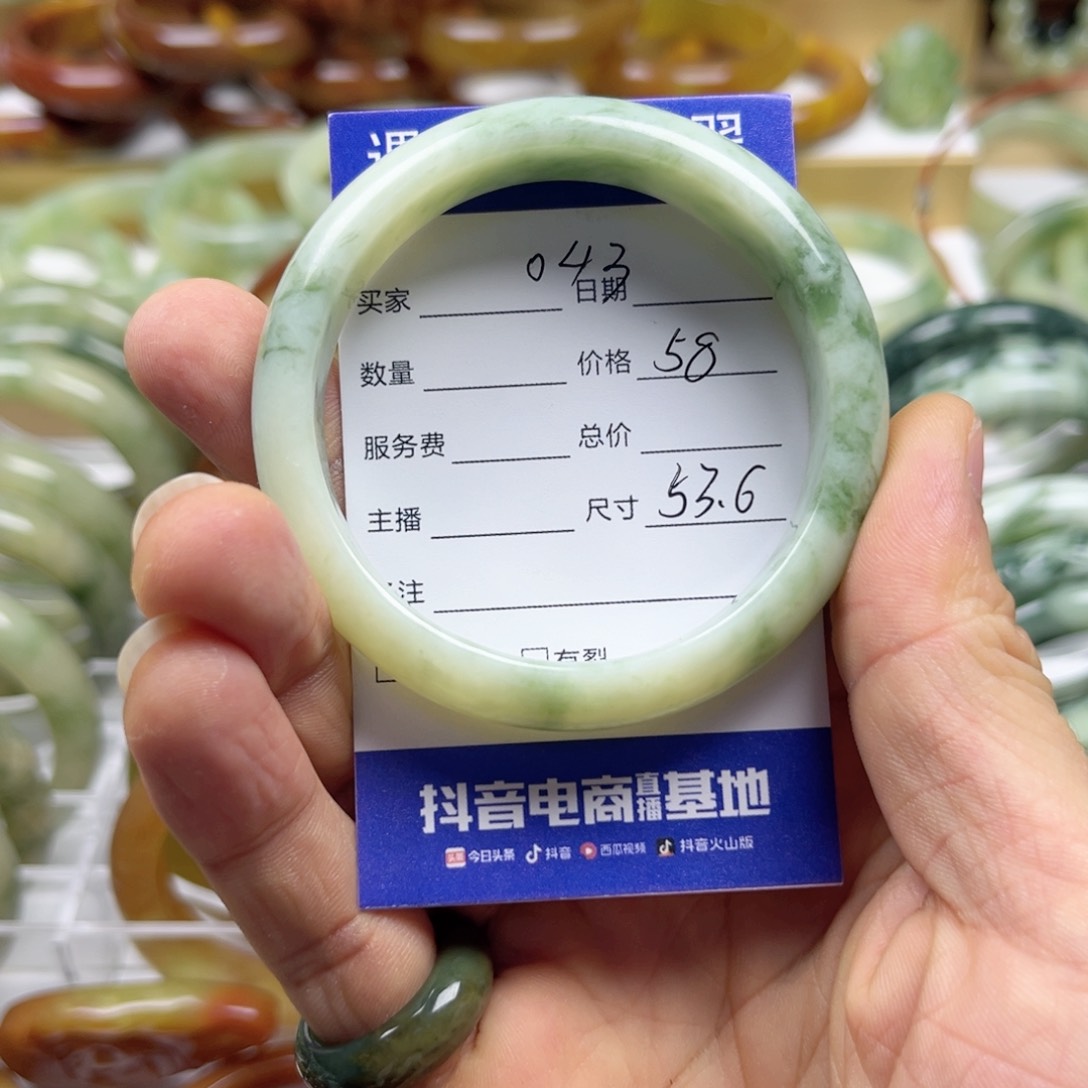 043
买家 日期
数量 价格 58
服务费 总价
主播 尺寸 53.6
注
有裂
抖音电商直播基地
今日头条 抖音 西瓜视频 抖音火山版